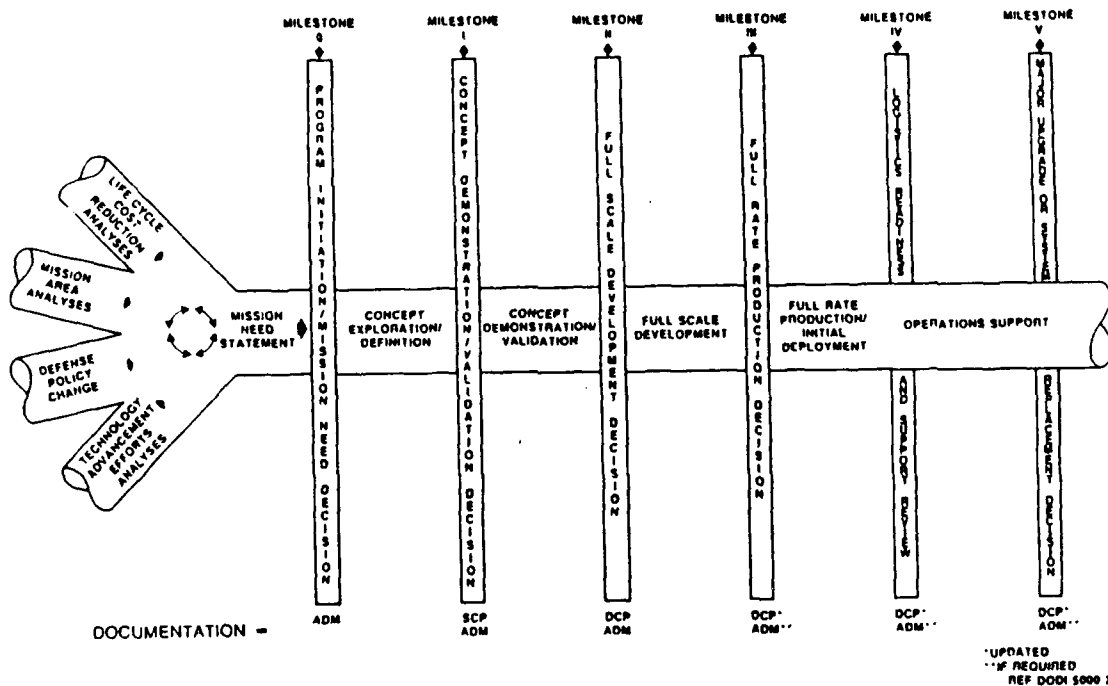 MILESTONE
0
MILESTONE
I
MILESTONE
II
MILESTONE
III
MILESTONE
IV
MILESTONE
V
PROGRAM INITIATION/MISSION NEED DECISION
CONCEPT DEMONSTRATION/VALIDATION DECISION
FULL SCALE DEVELOPMENT DECISION
FULL RATE PRODUCTION DECISION
LOGISTICS READINESS
AND SUPPORT REVIEW
MAJOR UPGRADE OR SYSTEM
REPLACEMENT DECISION
LIFE CYCLE
COST
REDUCTION
ANALYSES
MISSION
AREA
ANALYSES
DEFENSE
POLICY
CHANGE
TECHNOLOGY
ADVANCEMENT
EFFORTS
ANALYSES
MISSION
NEED
STATEMENT
CONCEPT
EXPLORATION/
DEFINITION
CONCEPT
DEMONSTRATION/
VALIDATION
FULL SCALE
DEVELOPMENT
FULL RATE
PRODUCTION/
INITIAL
DEPLOYMENT
OPERATIONS SUPPORT
DOCUMENTATION =
ADM
SCP
ADM
DCP
ADM
DCP*
ADM**
DCP*
ADM**
DCP*
ADM**
*UPDATED
**IF REQUIRED
REF DODI 5000